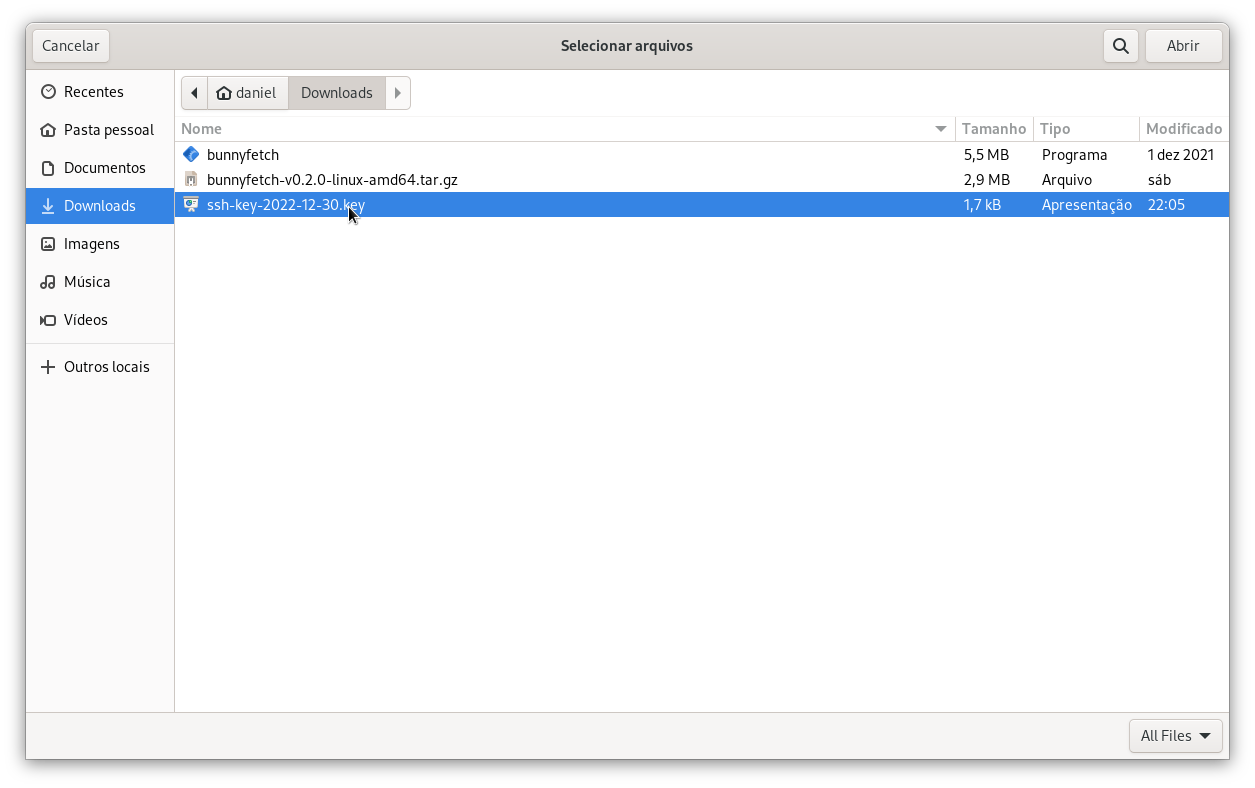 Cancelar
Selecionar arquivos
Abrir
Recentes
Pasta pessoal
Documentos
Downloads
Imagens
Música
Vídeos
Outros locais
daniel Downloads
Nome Tamanho Tipo Modificado
bunnyfetch 5,5 MB Programa 1 dez 2021
bunnyfetch-v0.2.0-linux-amd64.tar.gz 2,9 MB Arquivo sáb
ssh-key-2022-12-30.key 1,7 kB Apresentação 22:05
All Files